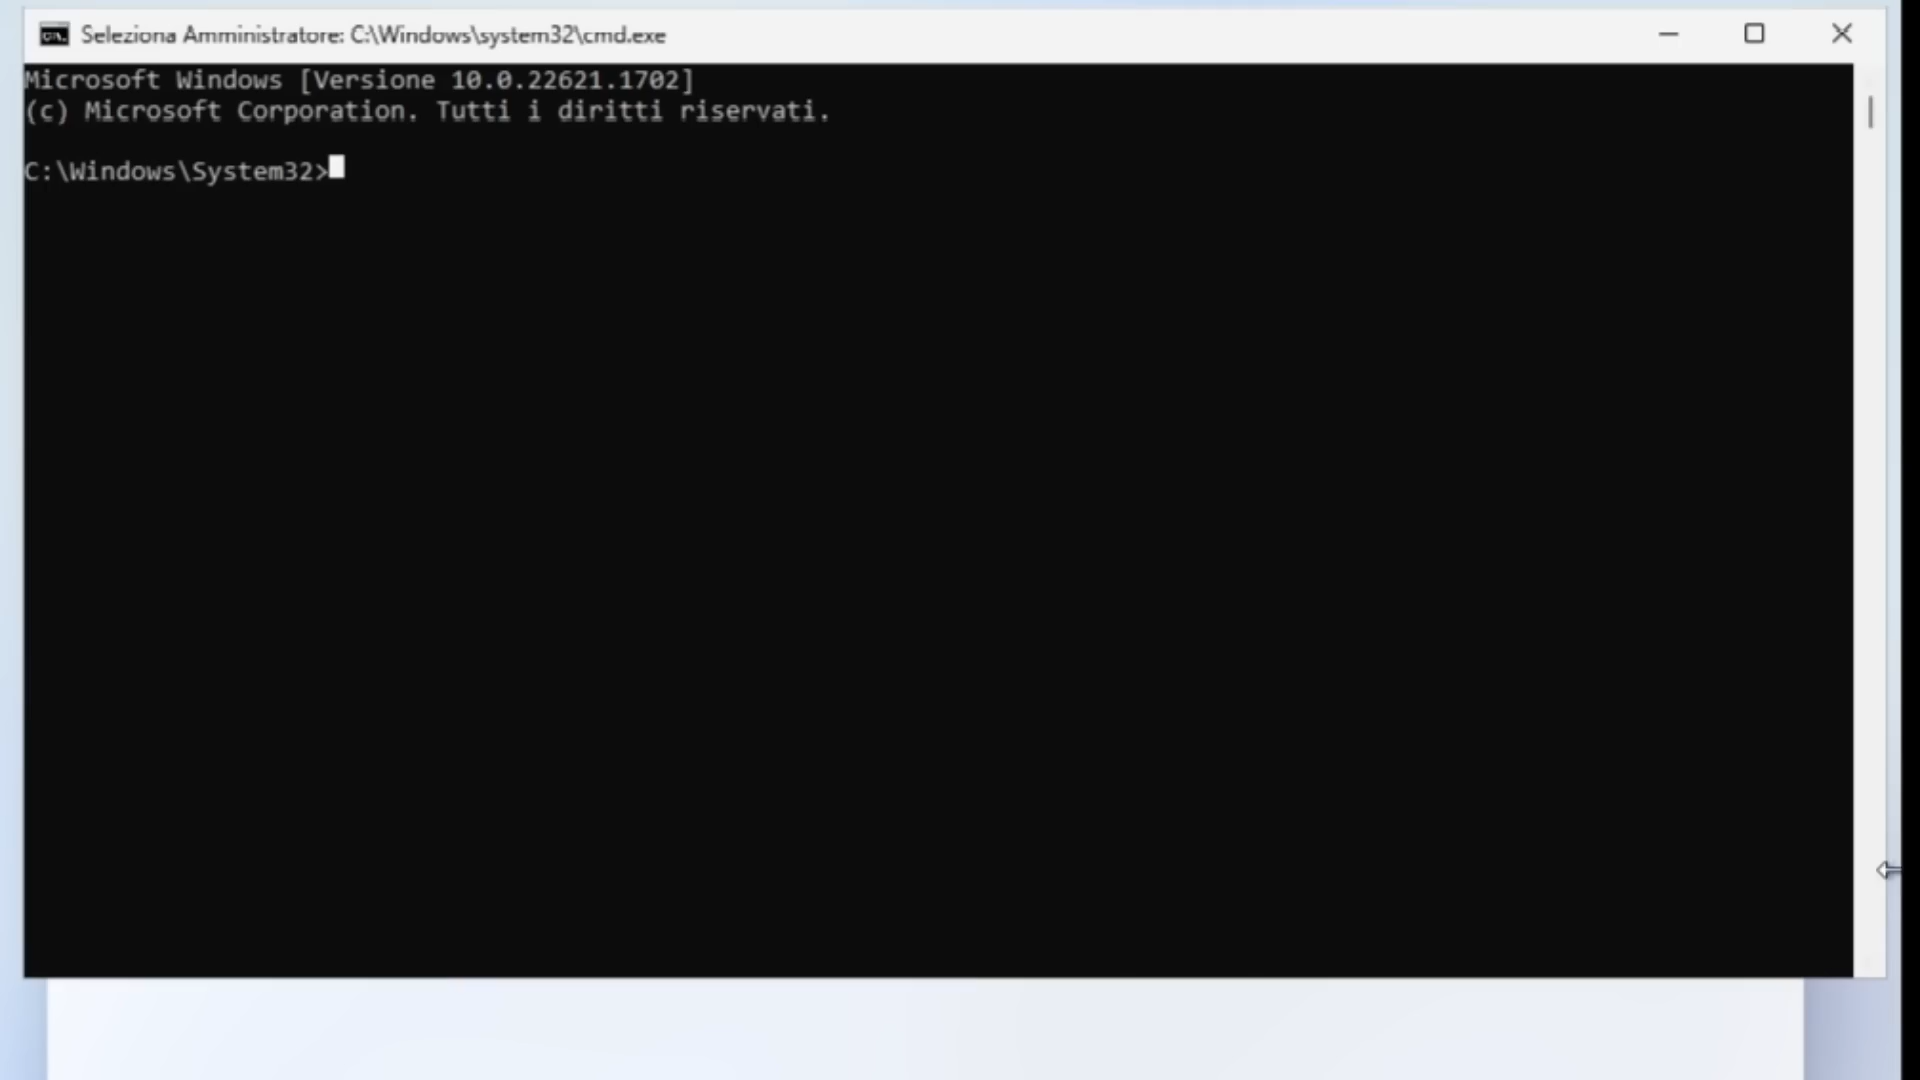 Seleziona Amministratore: C:\Windows\system32\cmd.exe
Microsoft Windows [Versione 10.0.22621.1702]
(c) Microsoft Corporation. Tutti i diritti riservati.
C:\Windows\System32>